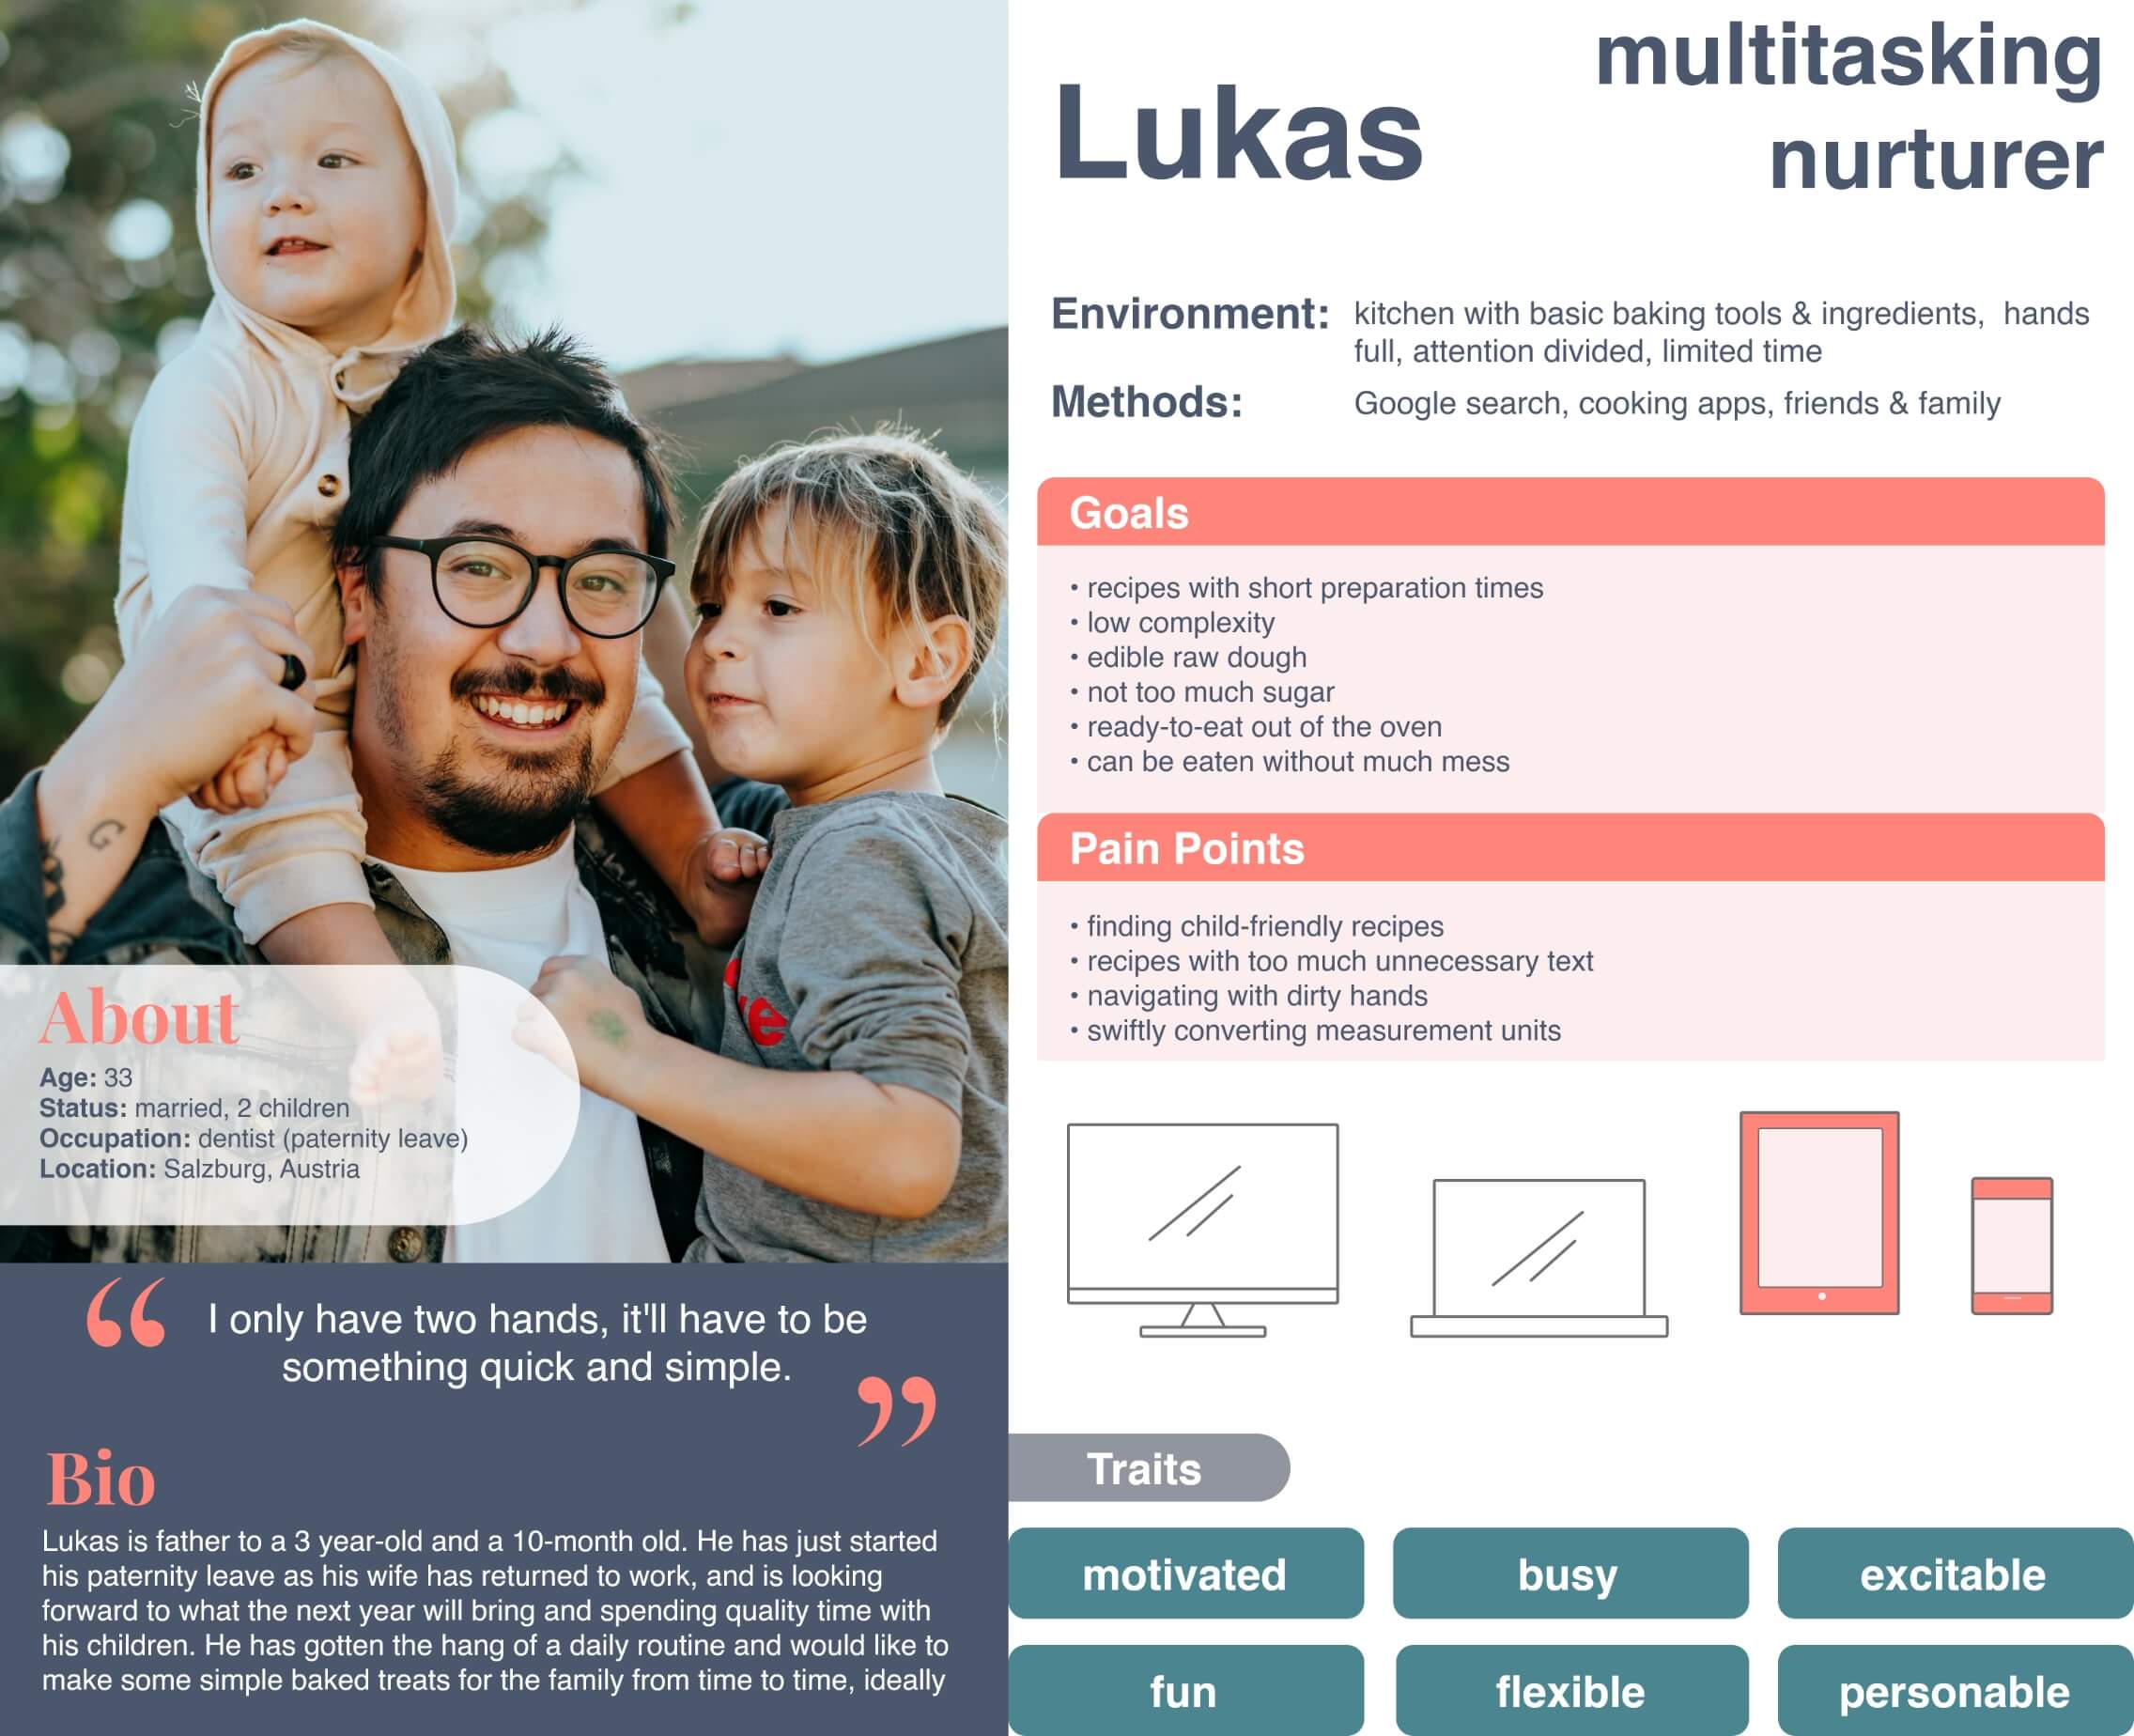 Lukas
multitasking
nurturer
Environment: kitchen with basic baking tools & ingredients, hands
full, attention divided, limited time
Methods: Google search, cooking apps, friends & family
Goals
• recipes with short preparation times
• low complexity
• edible raw dough
• not too much sugar
• ready-to-eat out of the oven
• can be eaten without much mess
Pain Points
• finding child-friendly recipes
• recipes with too much unnecessary text
• navigating with dirty hands
• swiftly converting measurement units
About
Age: 33
Status: married, 2 children
Occupation: dentist (paternity leave)
Location: Salzburg, Austria
“ I only have two hands, it'll have to be
something quick and simple. ”
Bio
Lukas is father to a 3 year-old and a 10-month old. He has just started
his paternity leave as his wife has returned to work, and is looking
forward to what the next year will bring and spending quality time with
his children. He has gotten the hang of a daily routine and would like to
make some simple baked treats for the family from time to time, ideally
Traits
motivated
busy
excitable
fun
flexible
personable